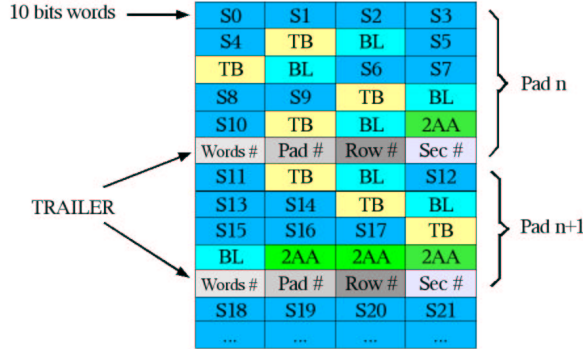 10 bits words S0 S1 S2 S3
S4 TB BL S5
TB BL S6 S7
Pad n
S8 S9 TB BL
S10 TB BL 2AA
Words # Pad # Row # Sec #
S11 TB BL S12
TRAILER S13 S14 TB BL
S15 S16 S17 TB Pad n+1
BL 2AA 2AA 2AA
Words # Pad # Row # Sec #
S18 S19 S20 S21
... ... ... ...